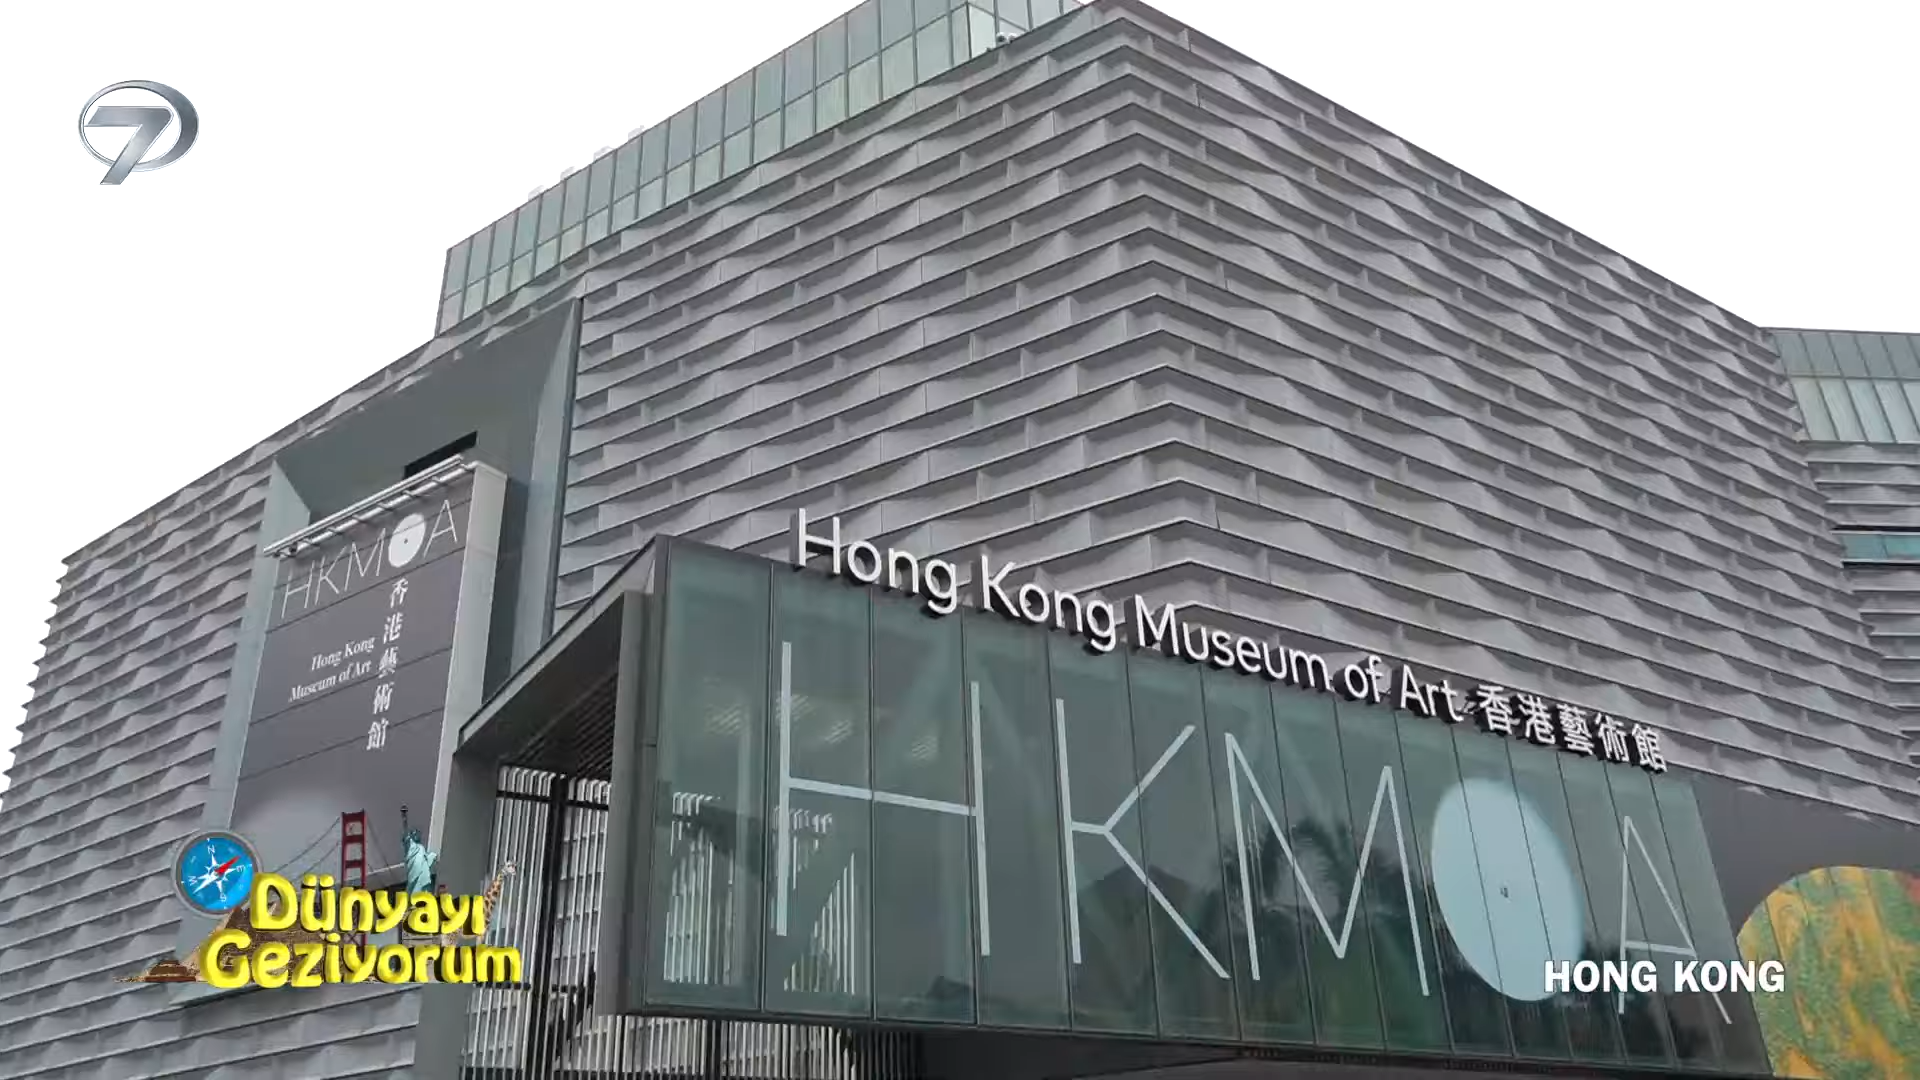 7
HKMOA
香港藝術館
Hong Kong
Museum of Art
Hong Kong Museum of Art 香港藝術館
HKMOA
Dünyayı
Geziyorum
HONG KONG